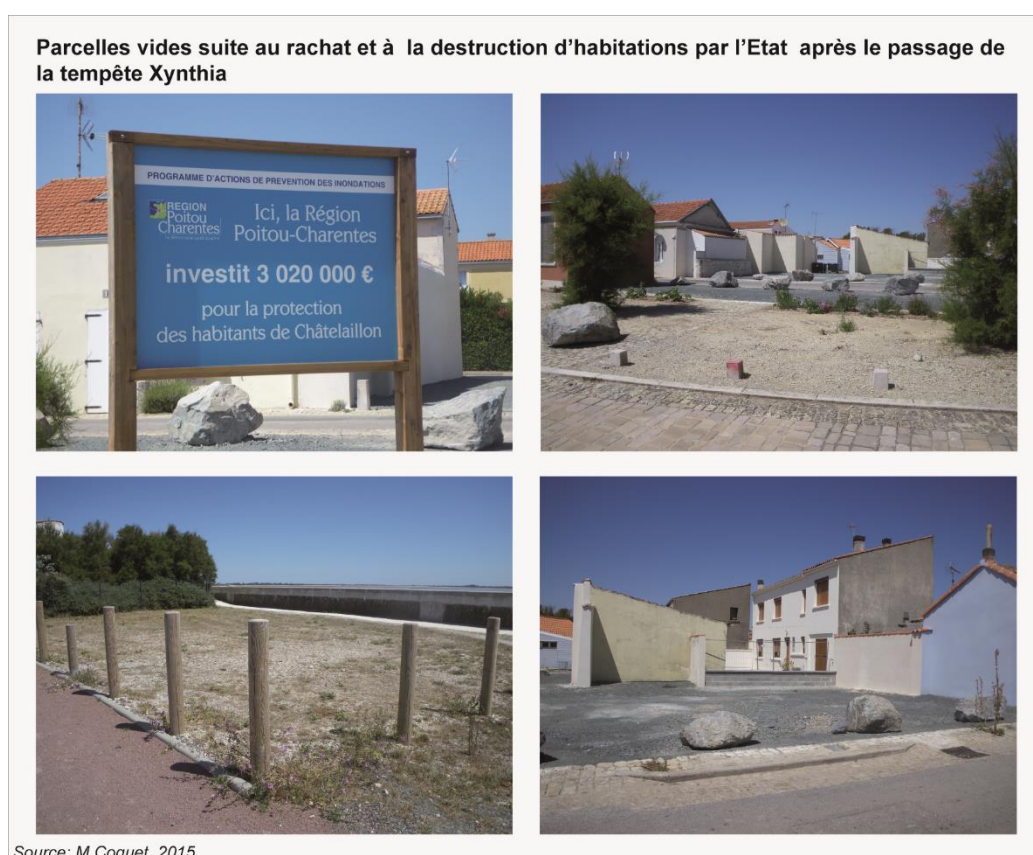 Parcelles vides suite au rachat et à la destruction d'habitations par l'Etat après le passage de
la tempête Xynthia
PROGRAMME D'ACTIONS DE PREVENTION DES INONDATIONS
REGION
Poitou
Charentes
Ici, la Région
Poitou-Charentes
investit 3 020 000 €
pour la protection
des habitants de Châtelaillon
Source: M.Coquet, 2015